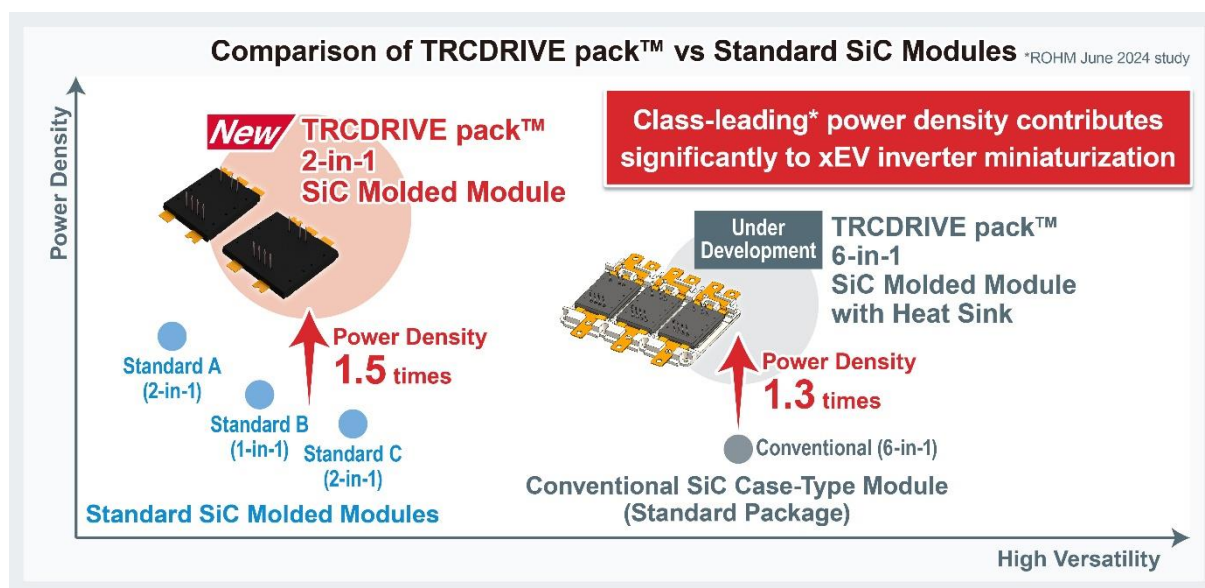 Comparison of TRCDRIVE pack™ vs Standard SiC Modules *ROHM June 2024 study
Power Density
New
TRCDRIVE pack™
2-in-1
SiC Molded Module
Class-leading* power density contributes
significantly to xEV inverter miniaturization
Under
Development
TRCDRIVE pack™
6-in-1
SiC Molded Module
with Heat Sink
Power Density
1.5 times
Standard A
(2-in-1)
Standard B
(1-in-1)
Standard C
(2-in-1)
Standard SiC Molded Modules
Power Density
1.3 times
Conventional (6-in-1)
Conventional SiC Case-Type Module
(Standard Package)
High Versatility